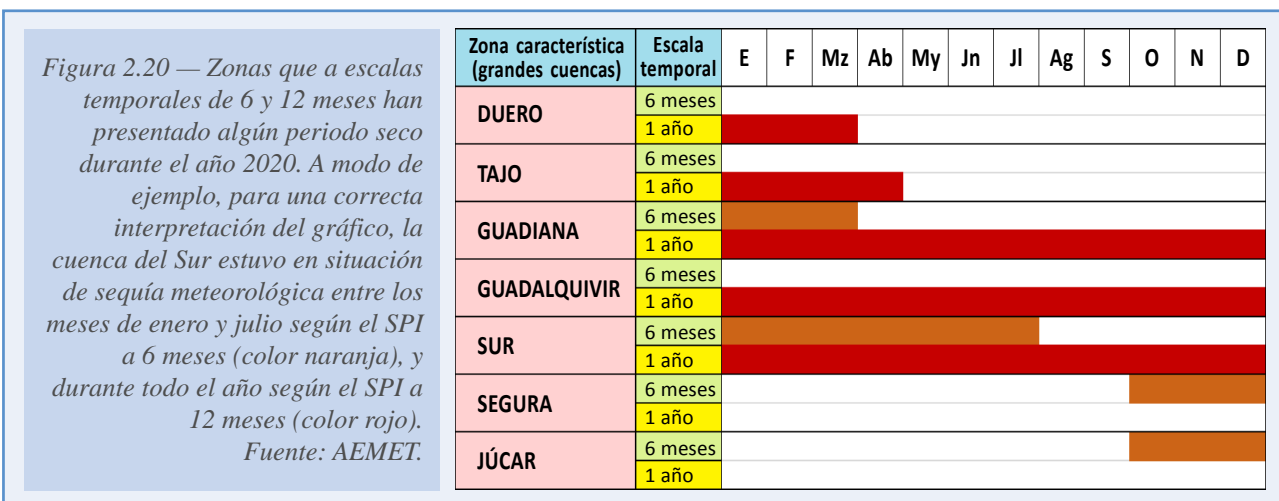 Figura 2.20 — Zonas que a escalas
temporales de 6 y 12 meses han
presentado algún periodo seco
durante el año 2020. A modo de
ejemplo, para una correcta
interpretación del gráfico, la
cuenca del Sur estuvo en situación
de sequía meteorológica entre los
meses de enero y julio según el SPI
a 6 meses (color naranja), y
durante todo el año según el SPI a
12 meses (color rojo).
Fuente: AEMET.
Zona característica (grandes cuencas) Escala temporal E F Mz Ab My Jn Jl Ag S O N D
DUERO
6 meses
1 año
TAJO
6 meses
1 año
GUADIANA
6 meses
1 año
GUADALQUIVIR
6 meses
1 año
SUR
6 meses
1 año
SEGURA
6 meses
1 año
JÚCAR
6 meses
1 año